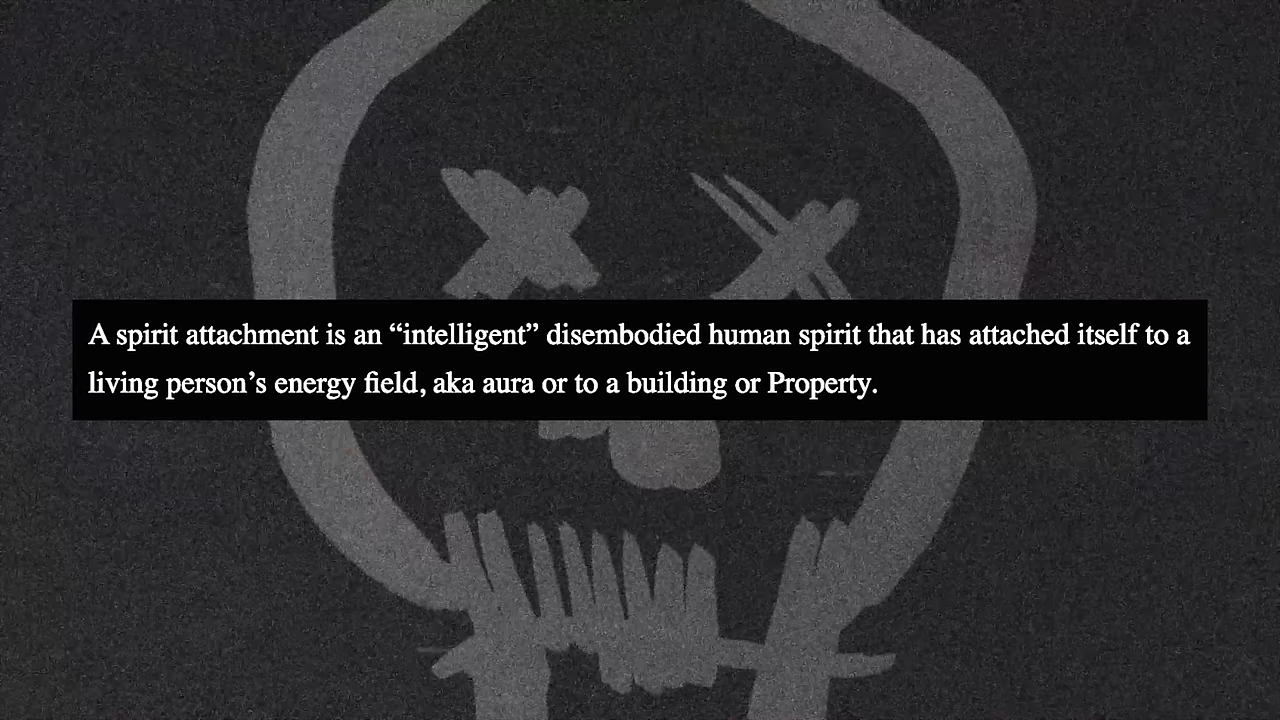 A spirit attachment is an “intelligent” disembodied human spirit that has attached itself to a
living person’s energy field, aka aura or to a building or Property.